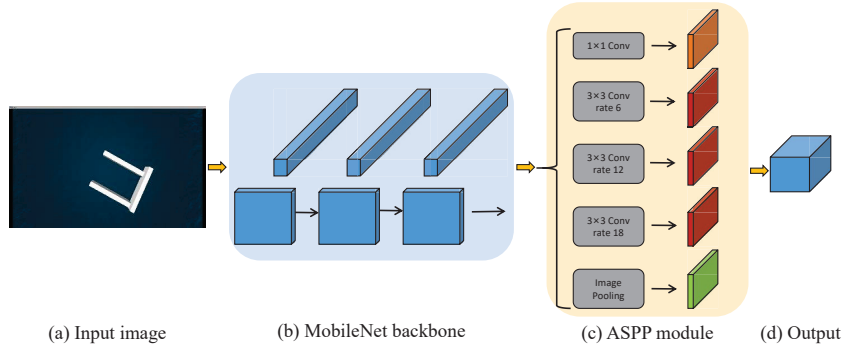 1×1 Conv
3×3 Conv
rate 6
3×3 Conv
rate 12
3×3 Conv
rate 18
Image
Pooling
(a) Input image
(b) MobileNet backbone
(c) ASPP module
(d) Output